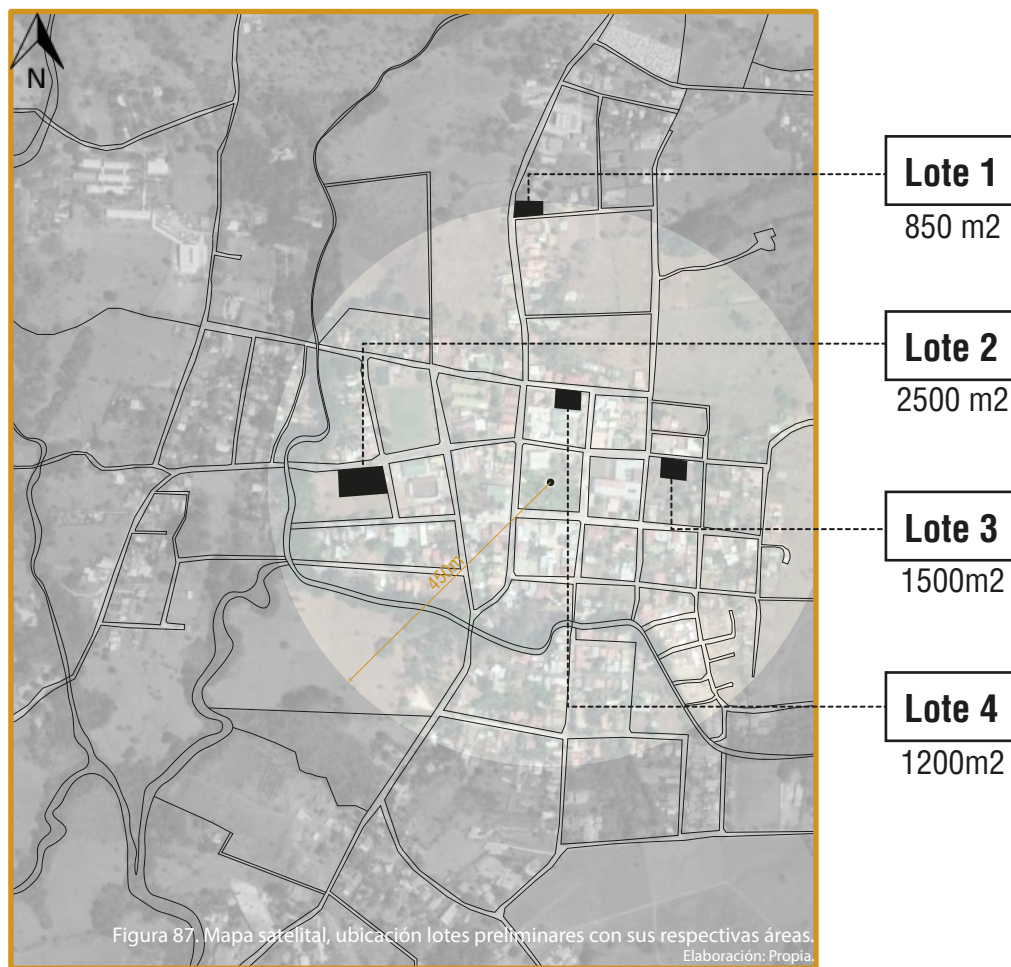 N
Lote 1
850 m2
Lote 2
2500 m2
Lote 3
1500m2
Lote 4
1200m2
450m
Figura 87. Mapa satelital, ubicación lotes preliminares con sus respectivas áreas.
Elaboración: Propia.